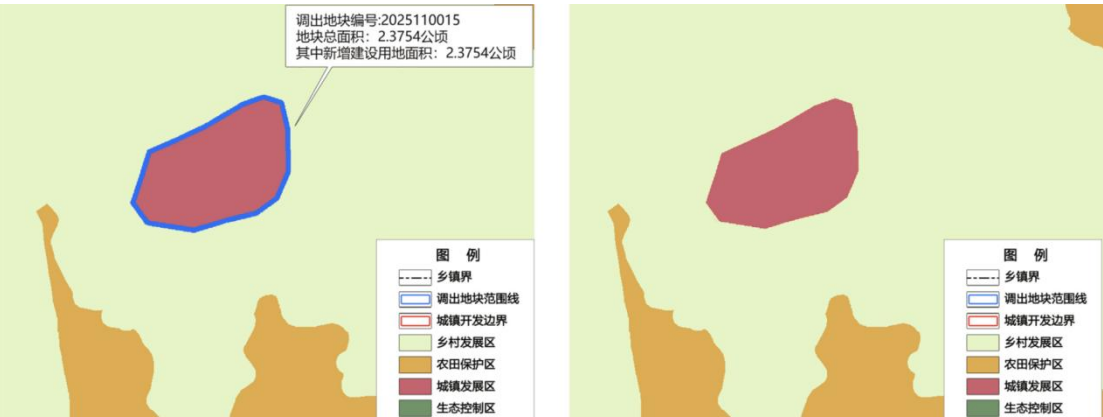 调出地块编号:2025110015
地块总面积：2.3754公顷
其中新增建设用地面积：2.3754公顷
图 例
乡镇界
调出地块范围线
城镇开发边界
乡村发展区
农田保护区
城镇发展区
生态控制区
图 例
乡镇界
调出地块范围线
城镇开发边界
乡村发展区
农田保护区
城镇发展区
生态控制区